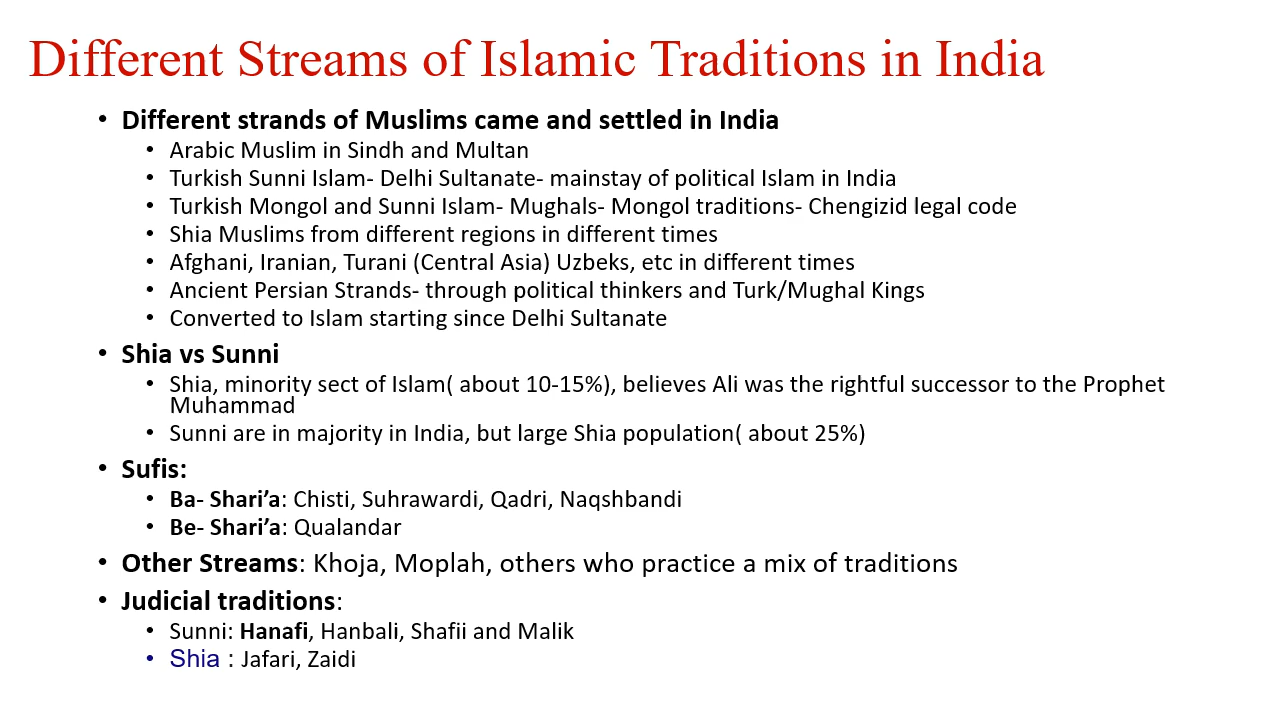 Different Streams of Islamic Traditions in India
• Different strands of Muslims came and settled in India
• Arabic Muslim in Sindh and Multan
• Turkish Sunni Islam- Delhi Sultanate- mainstay of political Islam in India
• Turkish Mongol and Sunni Islam- Mughals- Mongol traditions- Chengizid legal code
• Shia Muslims from different regions in different times
• Afghani, Iranian, Turani (Central Asia) Uzbeks, etc in different times
• Ancient Persian Strands- through political thinkers and Turk/Mughal Kings
• Converted to Islam starting since Delhi Sultanate
• Shia vs Sunni
• Shia, minority sect of Islam( about 10-15%), believes Ali was the rightful successor to the Prophet
Muhammad
• Sunni are in majority in India, but large Shia population( about 25%)
• Sufis:
• Ba- Shari’a: Chisti, Suhrawardi, Qadri, Naqshbandi
• Be- Shari’a: Qualandar
• Other Streams: Khoja, Moplah, others who practice a mix of traditions
• Judicial traditions:
• Sunni: Hanafi, Hanbali, Shafii and Malik
• Shia : Jafari, Zaidi